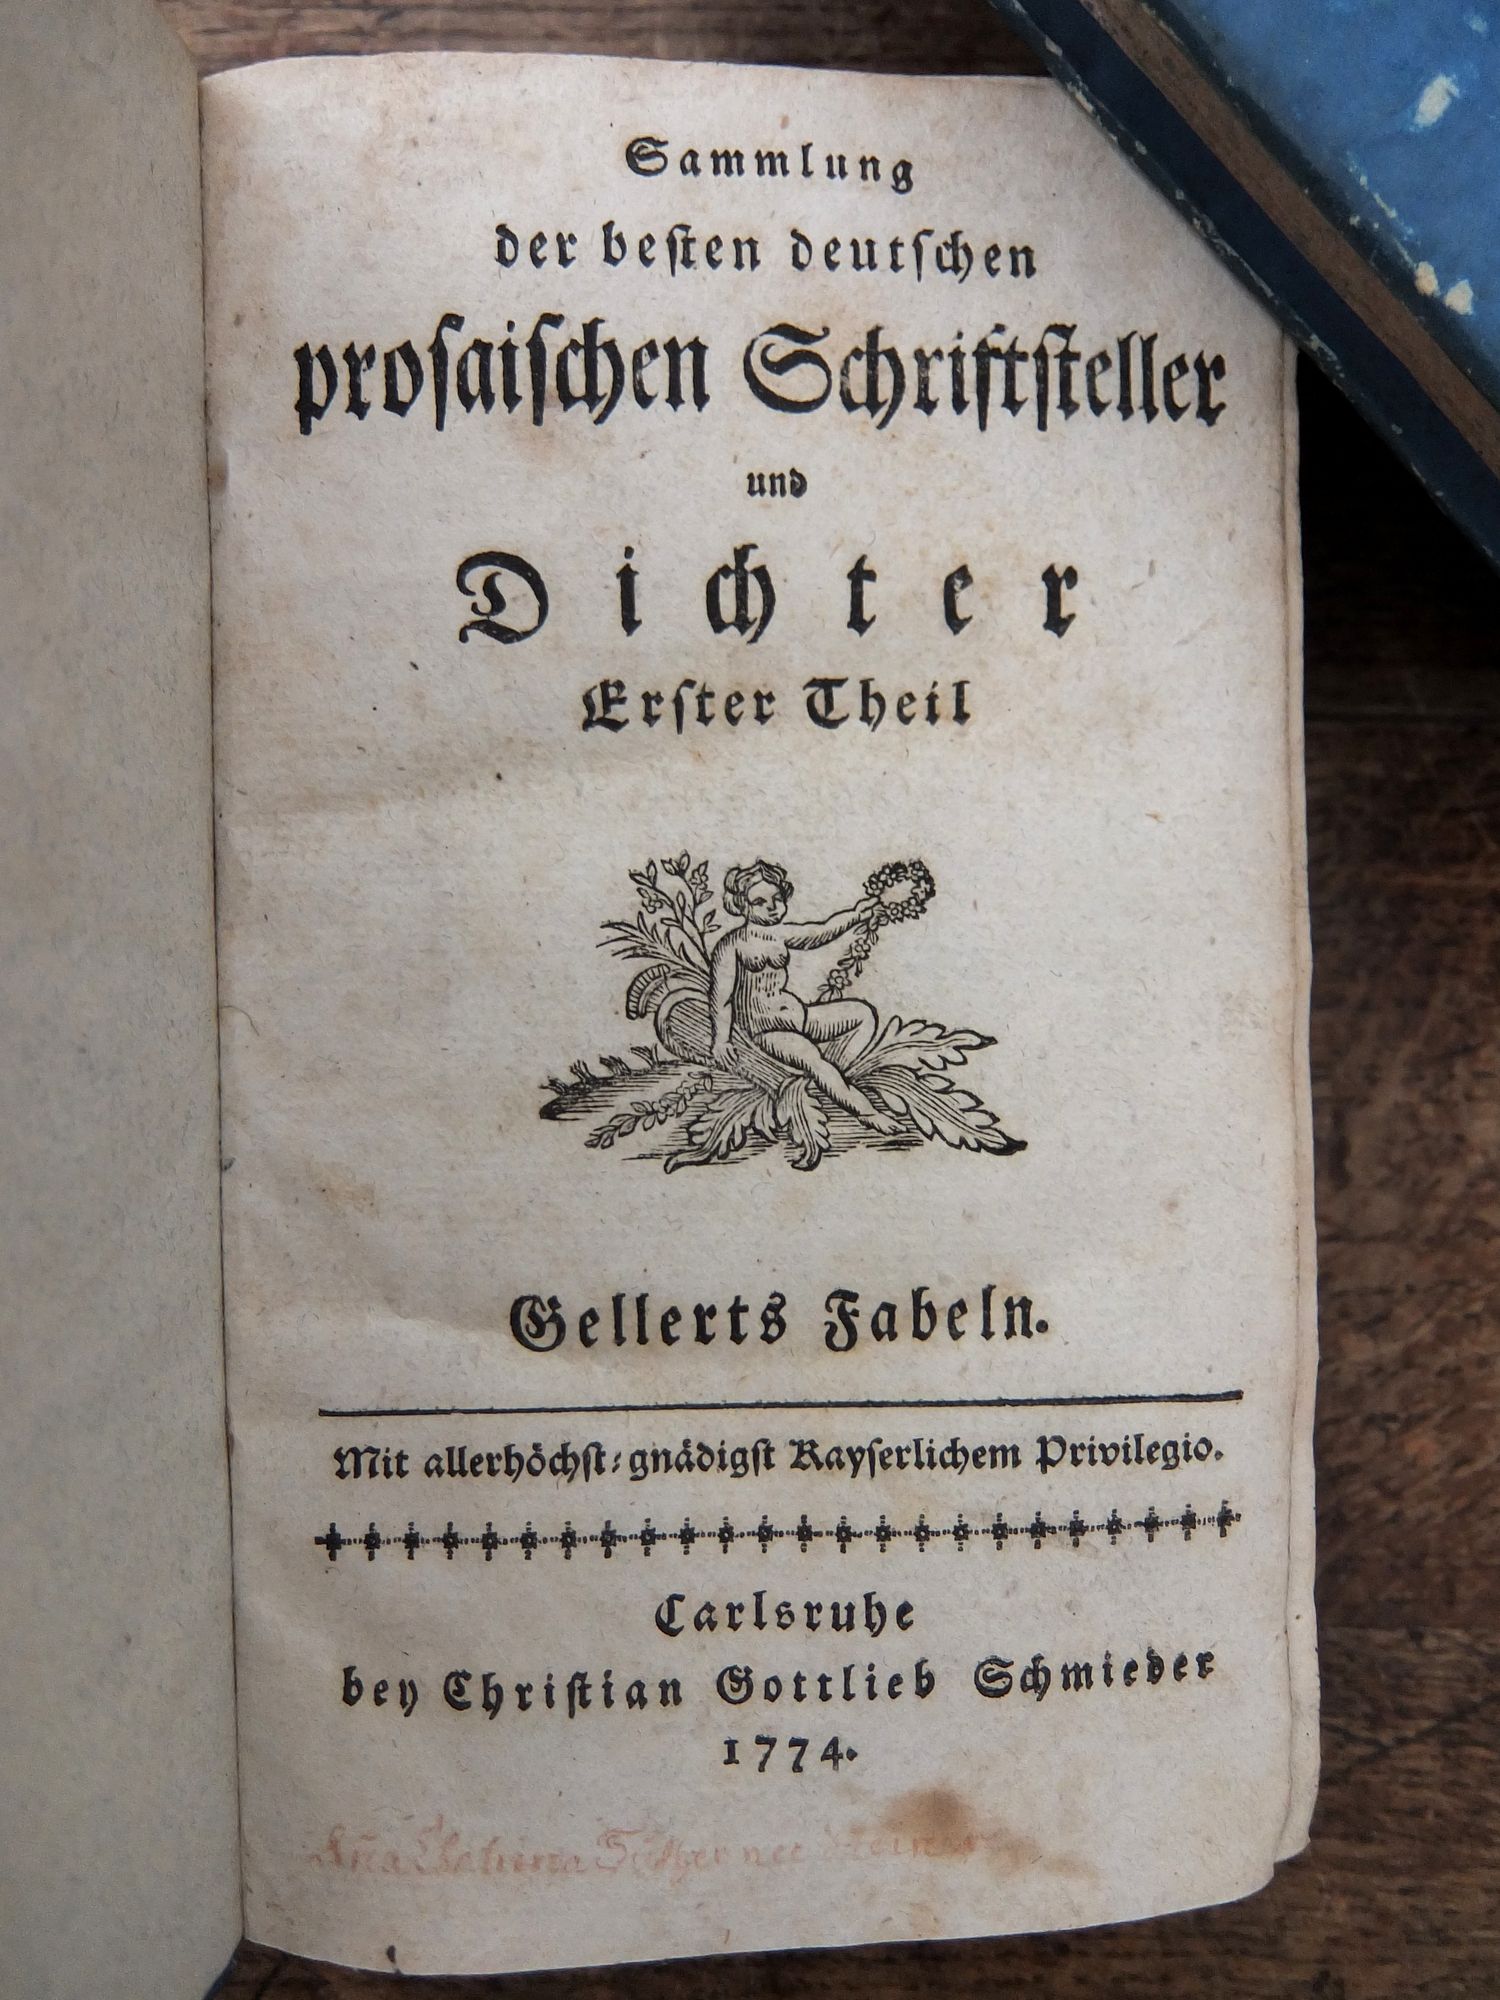 Sammlung
der beſten deutſchen
proſaiſchen Schriftſteller
und
Dichter
Erſter Theil
Gellerts Fabeln.
Mit allerhöchſt⸗gnädigſt Kayſerlichem Privilegio.
Carlsruhe
bey Chriſtian Gottlieb Schmieder
1774.